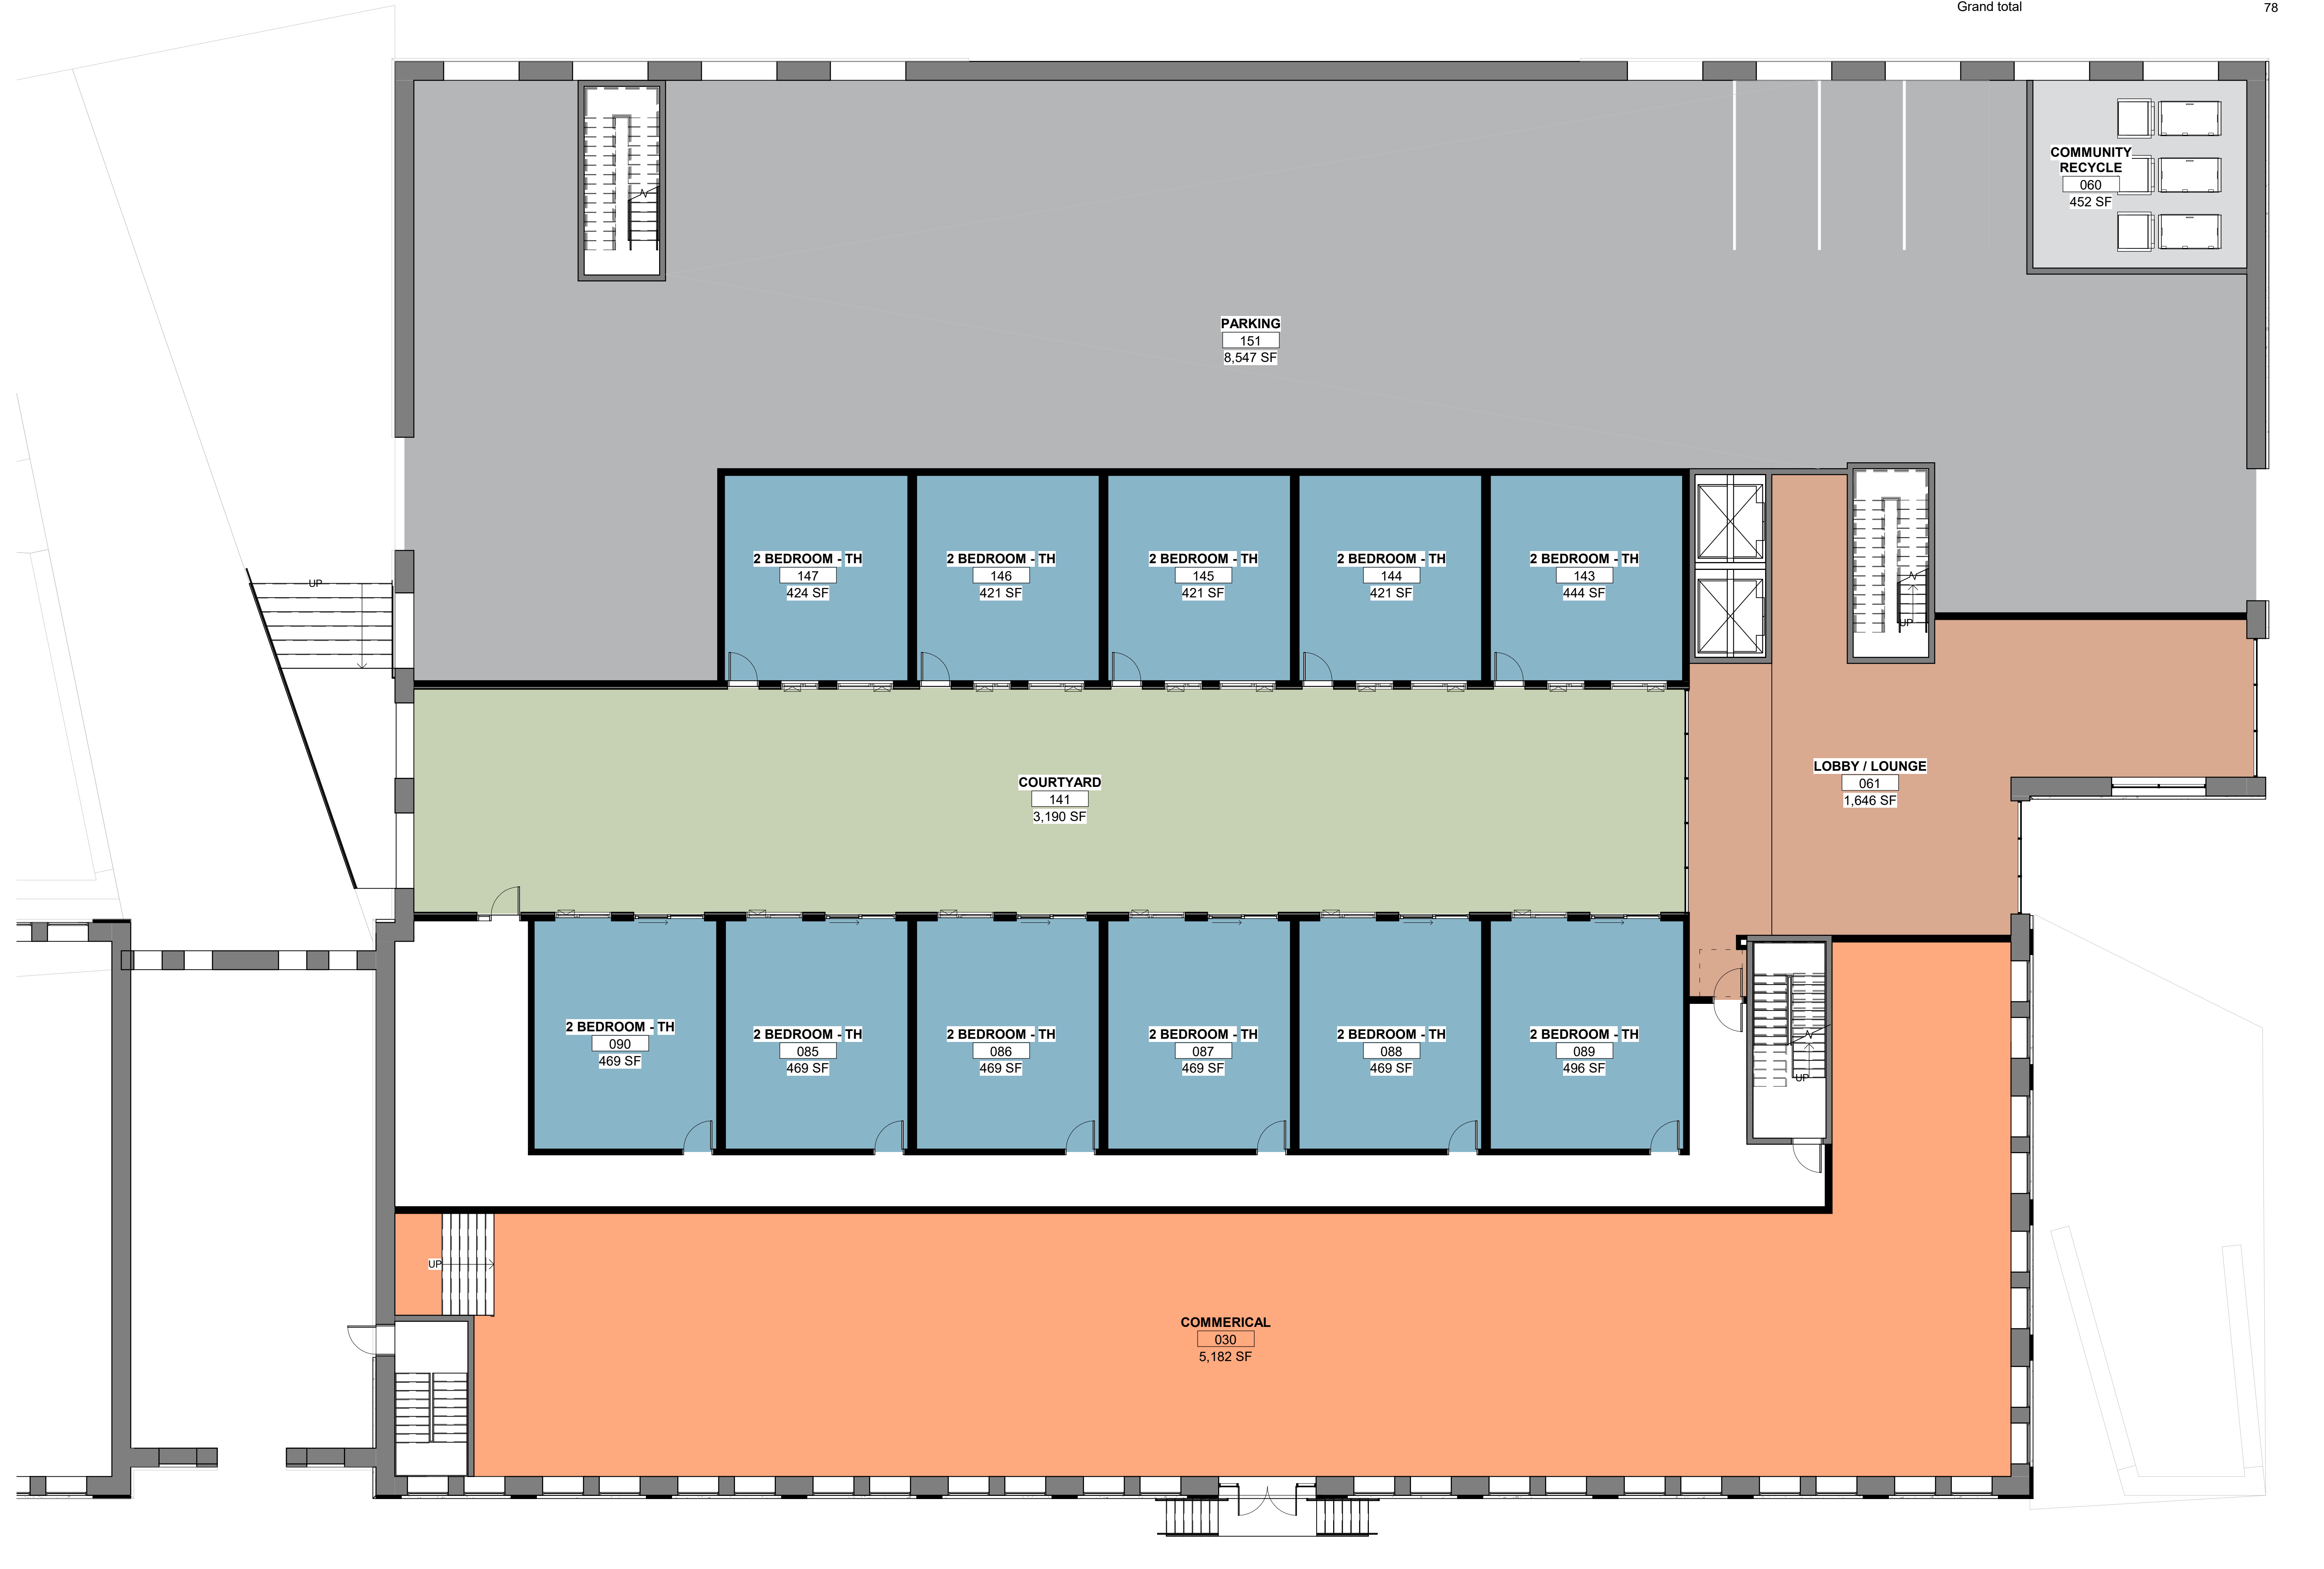 Grand total 78
COMMUNITY
RECYCLE
060
452 SF
PARKING
151
8,547 SF
2 BEDROOM - TH
147
424 SF
2 BEDROOM - TH
146
421 SF
2 BEDROOM - TH
145
421 SF
2 BEDROOM - TH
144
421 SF
2 BEDROOM - TH
143
444 SF
UP
UP
COURTYARD
141
3,190 SF
LOBBY / LOUNGE
061
1,646 SF
2 BEDROOM - TH
090
469 SF
2 BEDROOM - TH
085
469 SF
2 BEDROOM - TH
086
469 SF
2 BEDROOM - TH
087
469 SF
2 BEDROOM - TH
088
469 SF
2 BEDROOM - TH
089
496 SF
UP
UP
COMMERICAL
030
5,182 SF